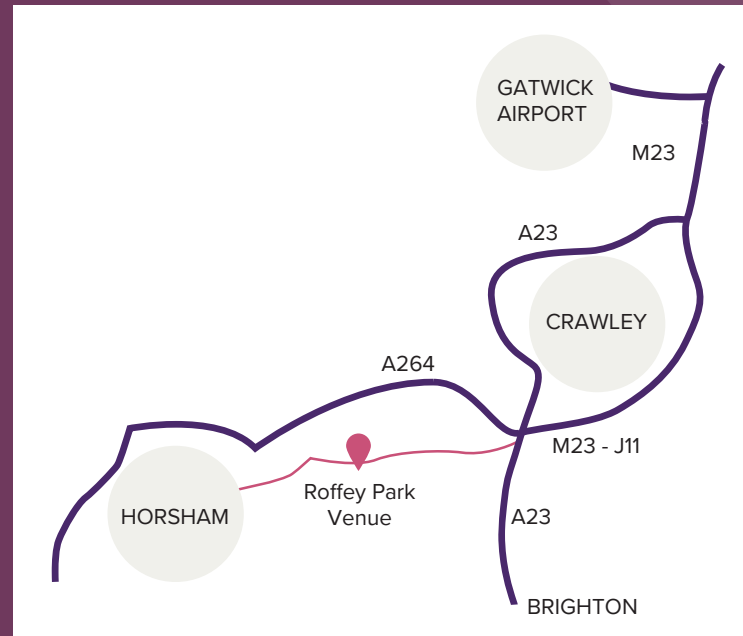 GATWICK
AIRPORT
M23
A23
CRAWLEY
A264
M23 - J11
Roffey Park
Venue
HORSHAM
A23
BRIGHTON